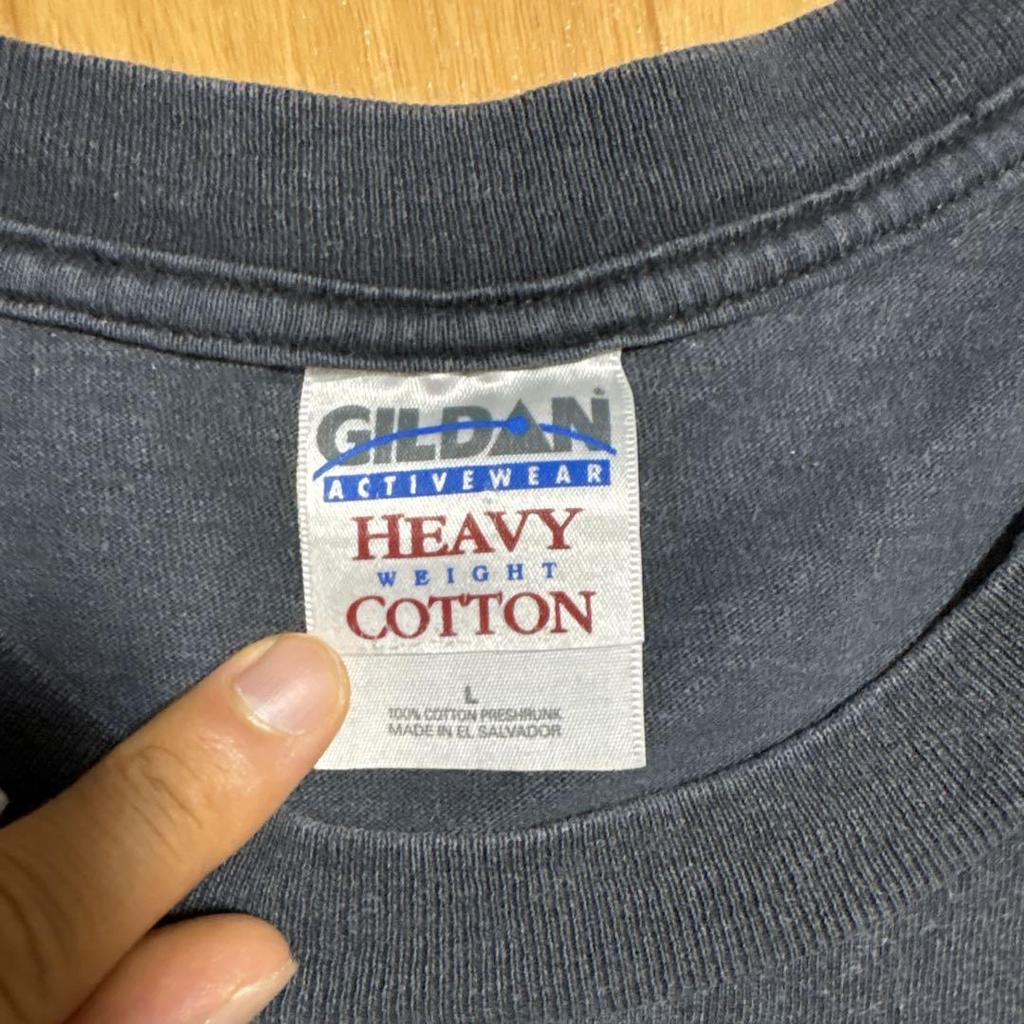 GILDAN®
ACTIVEWEAR
HEAVY
WEIGHT
COTTON
L
100% COTTON PRESHRUNK
MADE IN EL SALVADOR